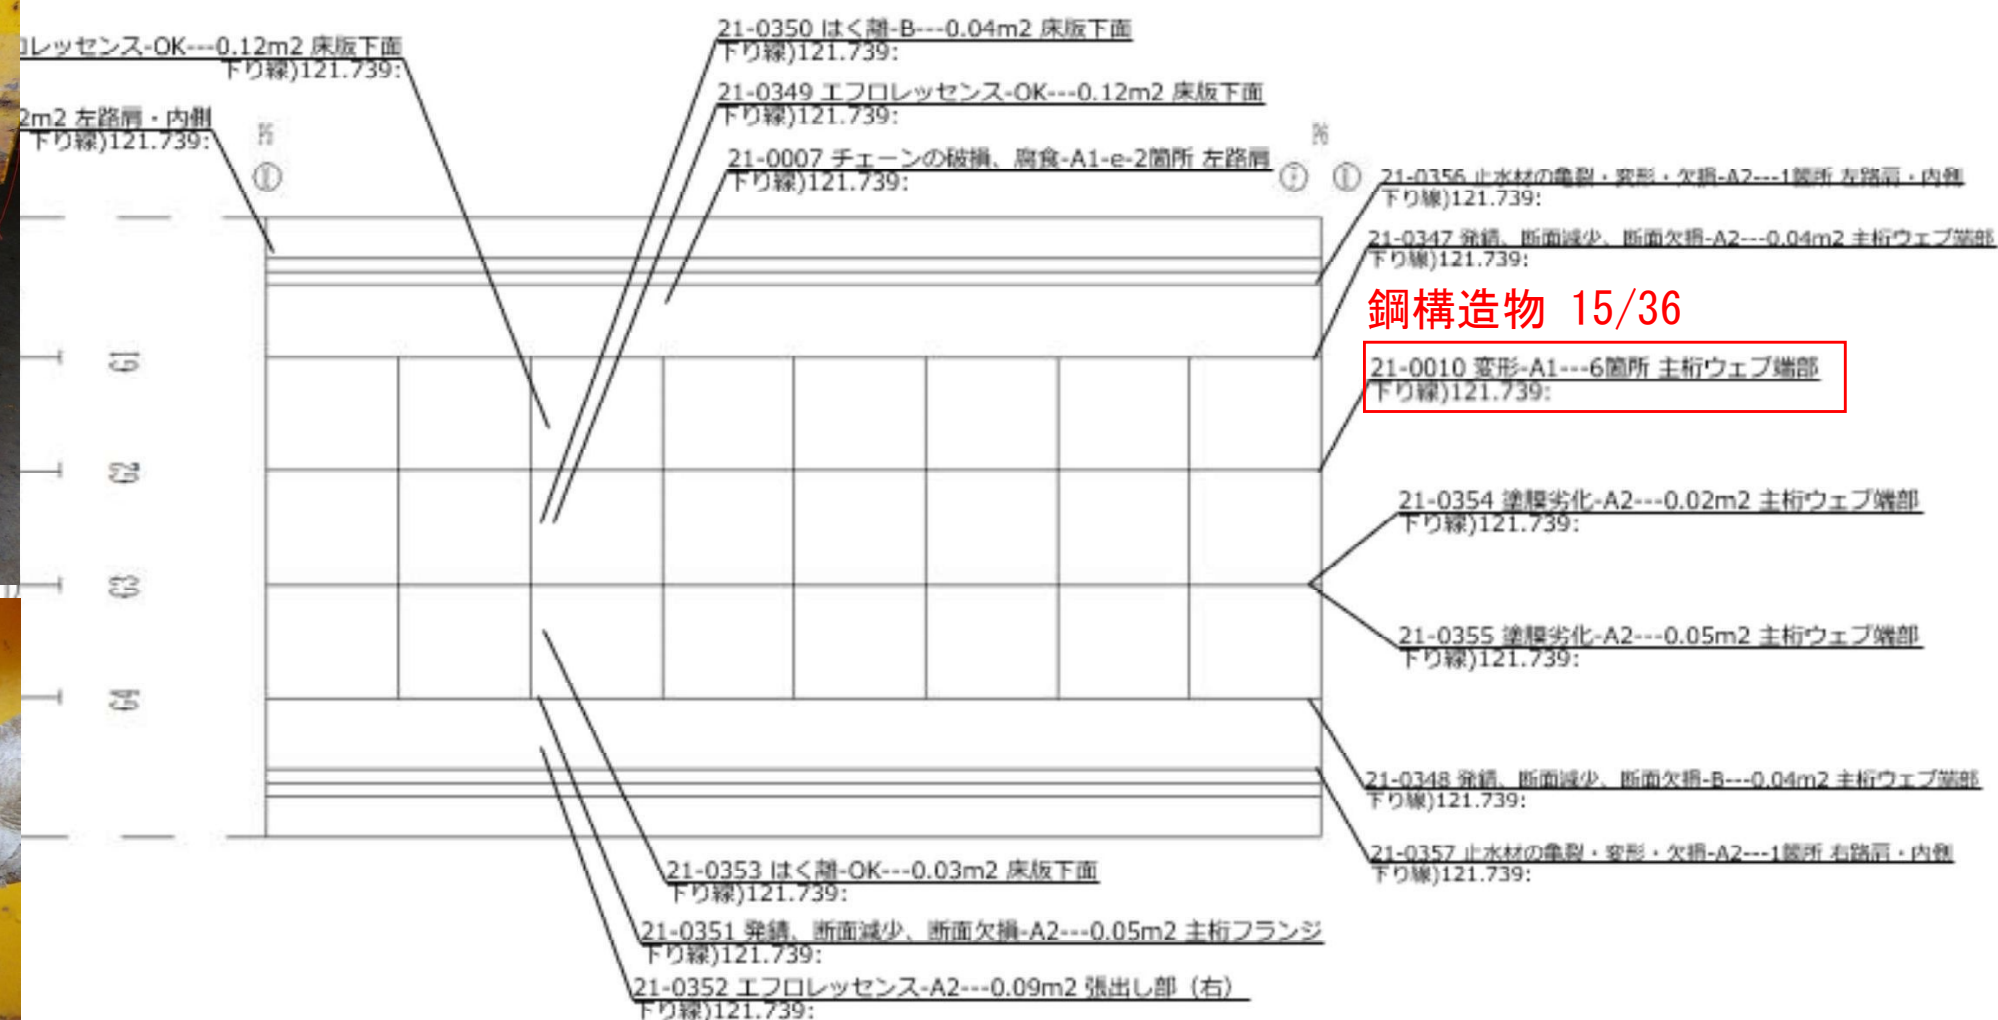 レッセンス-OK---0.12m2 床版下面
下り線)121.739:
2m2 左路肩・内側
下り線)121.739:
21-0350 はく離-B---0.04m2 床版下面
下り線)121.739:
21-0349 エフロレッセンス-OK---0.12m2 床版下面
下り線)121.739:
21-0007 チェーンの破損、腐食-A1-e-2箇所 左路肩
下り線)121.739:
P5
P6
21-0356 止水材の亀裂・変形・欠損-A2---1箇所 左路肩・内側
下り線)121.739:
21-0347 発錆、断面減少、断面欠損-A2---0.04m2 主桁ウェブ端部
下り線)121.739:
鋼構造物 15/36
21-0010 変形-A1---6箇所 主桁ウェブ端部
下り線)121.739:
G1
G2
G3
G4
21-0354 塗膜劣化-A2---0.02m2 主桁ウェブ端部
下り線)121.739:
21-0355 塗膜劣化-A2---0.05m2 主桁ウェブ端部
下り線)121.739:
21-0348 発錆、断面減少、断面欠損-B---0.04m2 主桁ウェブ端部
下り線)121.739:
21-0357 止水材の亀裂・変形・欠損-A2---1箇所 右路肩・内側
下り線)121.739:
21-0353 はく離-OK---0.03m2 床版下面
下り線)121.739:
21-0351 発錆、断面減少、断面欠損-A2---0.05m2 主桁フランジ
下り線)121.739:
21-0352 エフロレッセンス-A2---0.09m2 張出し部（右）
下り線)121.739: